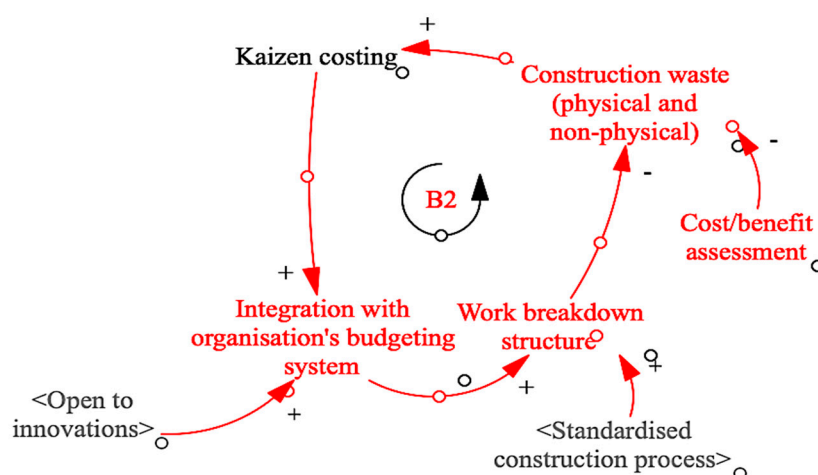 +
Kaizen costing
Construction waste
(physical and
non-physical)
-
-
B2
Cost/benefit
assessment
+
Integration with
organisation's budgeting
system
Work breakdown
structure
+
+
+
<Open to
innovations>
<Standardised
construction process>